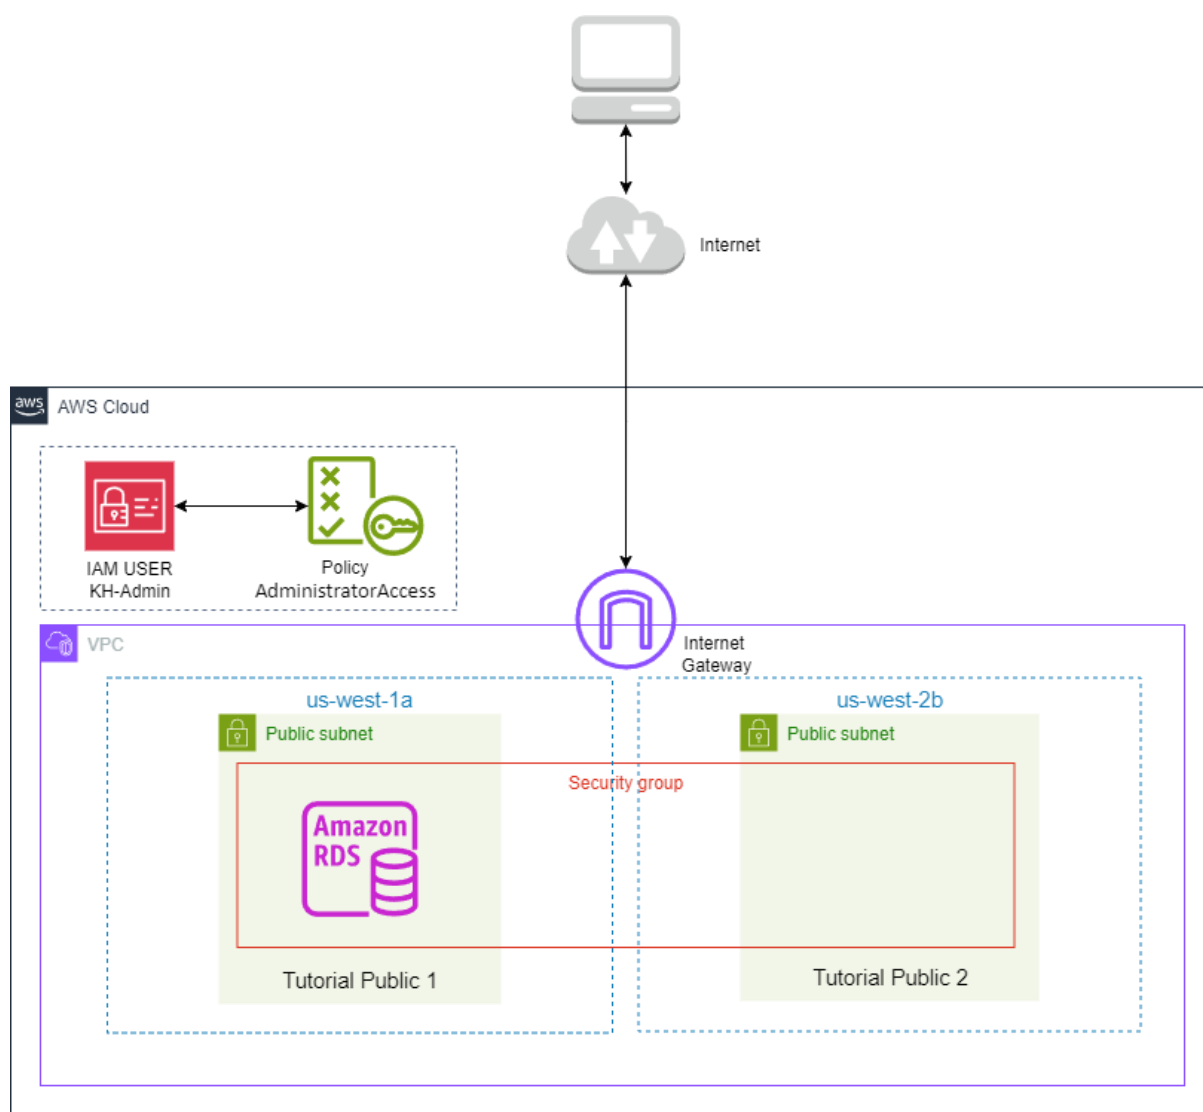 Internet
aws
AWS Cloud
IAM USER
KH-Admin
Policy
AdministratorAccess
VPC
Internet
Gateway
us-west-1a
us-west-2b
Public subnet
Public subnet
Security group
Amazon
RDS
Tutorial Public 1
Tutorial Public 2